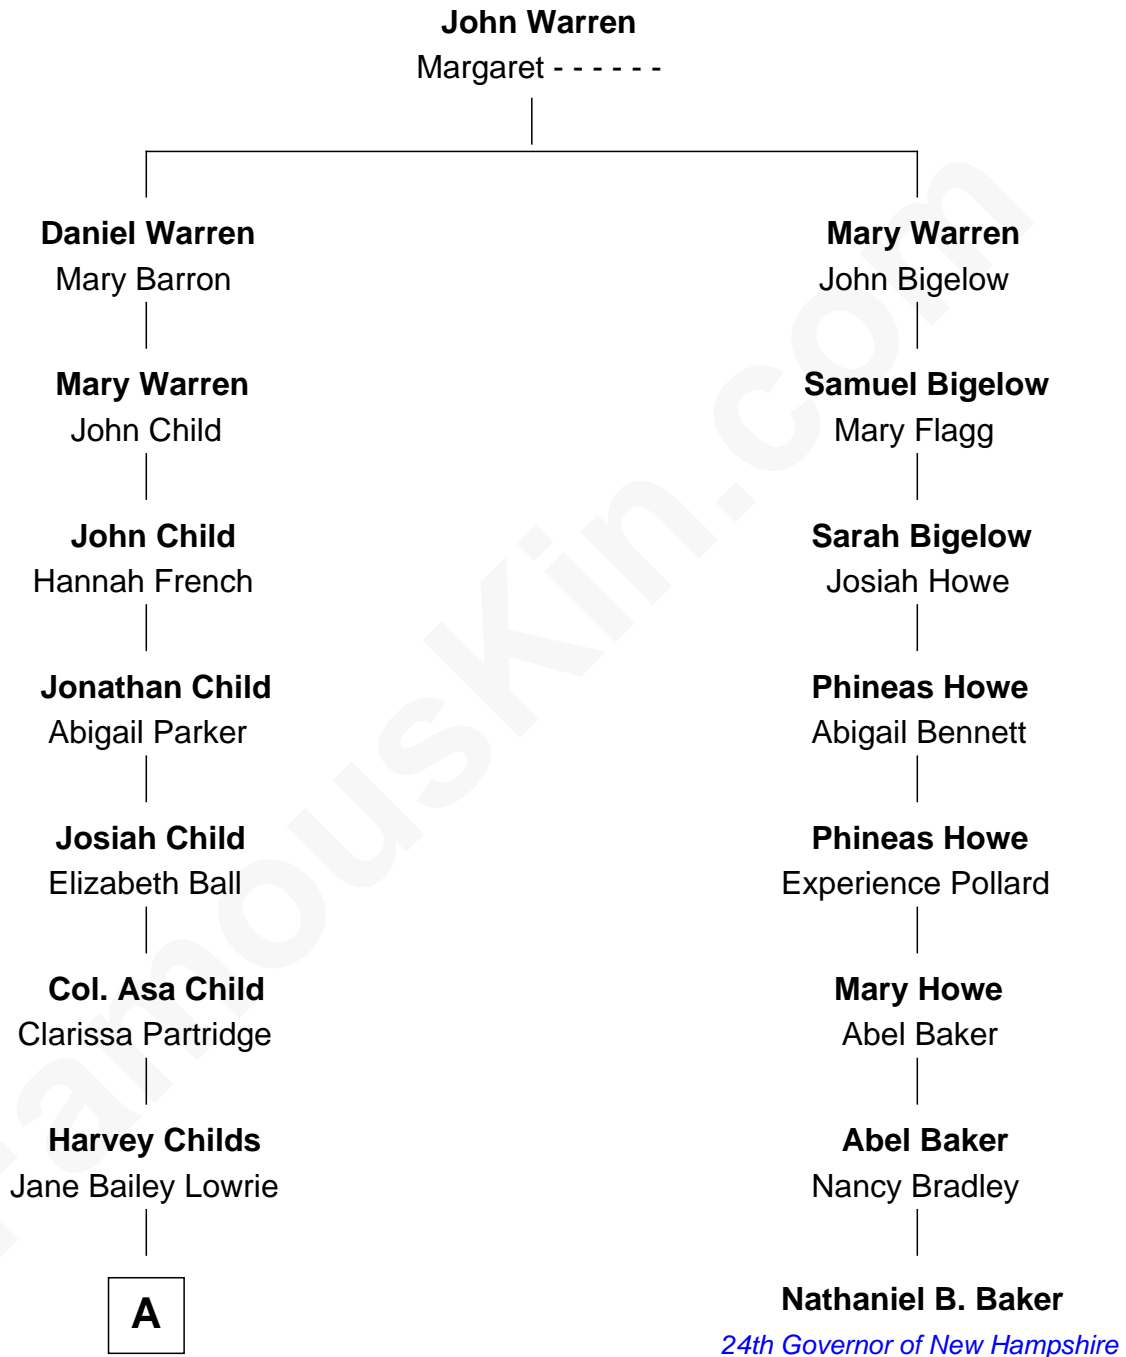 John Warren
Margaret - - - - - -
Daniel Warren
Mary Barron
Mary Warren
John Bigelow
Mary Warren
John Child
Samuel Bigelow
Mary Flagg
John Child
Hannah French
Sarah Bigelow
Josiah Howe
Jonathan Child
Abigail Parker
Phineas Howe
Abigail Bennett
Josiah Child
Elizabeth Ball
Phineas Howe
Experience Pollard
Col. Asa Child
Clarissa Partridge
Mary Howe
Abel Baker
Harvey Childs
Jane Bailey Lowrie
Abel Baker
Nancy Bradley
A
Nathaniel B. Baker
24th Governor of New Hampshire
FamousKin.com